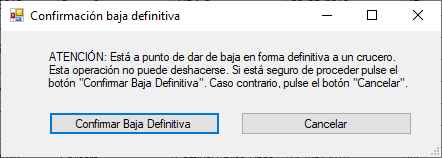 Confirmación baja definitiva
ATENCIÓN: Está a punto de dar de baja en forma definitiva a un crucero.
Esta operación no puede deshacerse. Si está seguro de proceder pulse el
botón "Confirmar Baja Definitiva". Caso contrario, pulse el botón "Cancelar".
Confirmar Baja Definitiva
Cancelar